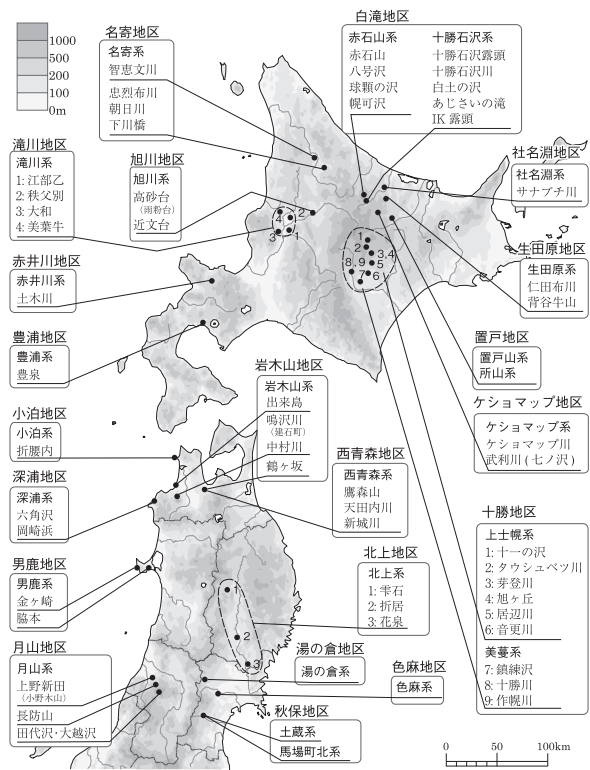 1000
500
200
100
0m
名寄地区
名寄系
智恵文川
忠烈布川
朝日川
下川橋
白滝地区
赤石山系
赤石山
八号沢
球顆の沢
幌可沢
十勝石沢系
十勝石沢露頭
十勝石沢川
白土の沢
あじさいの滝
IK 露頭
滝川地区
滝川系
1: 江部乙
2: 秩父別
3: 大和
4: 美葉牛
旭川地区
旭川系
高砂台
(雨粉台)
近文台
社名淵地区
社名淵系
サナブチ川
生田原地区
生田原系
仁田布川
背谷牛山
赤井川地区
赤井川系
土木川
豊浦地区
豊浦系
豊泉
置戸地区
置戸山系
所山系
ケショマップ地区
ケショマップ系
ケショマップ川
武利川 ( 七ノ沢 )
岩木山地区
岩木山系
出来島
鳴沢川
(建石町)
中村川
鶴ヶ坂
小泊地区
小泊系
折腰内
深浦地区
深浦系
六角沢
岡崎浜
西青森地区
西青森系
鷹森山
天田内川
新城川
十勝地区
上士幌系
1: 十一の沢
2: タウシュベツ川
3: 芽登川
4: 旭ヶ丘
5: 居辺川
6: 音更川
美蔓系
7: 鎮練沢
8: 十勝川
9: 作幌川
男鹿地区
男鹿系
金ヶ崎
脇本
北上地区
北上系
1: 雫石
2: 折居
3: 花泉
月山地区
月山系
上野新田
(小野木山)
長防山
田代沢･大越沢
湯の倉地区
湯の倉系
色麻地区
色麻系
秋保地区
土蔵系
馬場町北系
4
2
3
1
1
2
3,4
8,9
5
7
6
2
3
0
50
100km